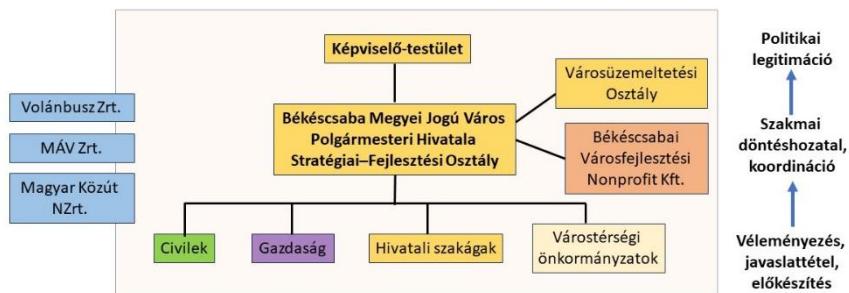 Képviselő-testület
Politikai
legitimáció
Városüzemeltetési
Osztály
Volánbusz Zrt.
MÁV Zrt.
Magyar Közút
NZrt.
Békéscsaba Megyei Jogú Város
Polgármesteri Hivatala
Stratégiai–Fejlesztési Osztály
Békéscsabai
Városfejlesztési
Nonprofit Kft.
Szakmai
döntéshozatal,
koordináció
Civilek
Gazdaság
Hivatali szakágak
Várostérségi
önkormányzatok
Véleményezés,
javaslattétel,
előkészítés